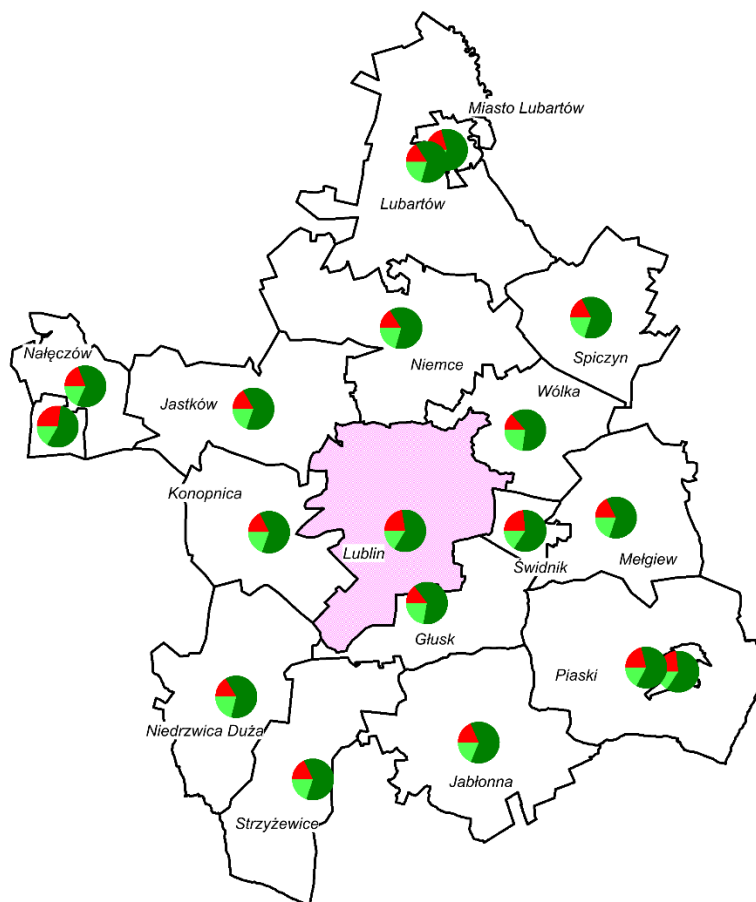 Miasto Lubartów
Lubartów
Nałęczów
Niemce
Spiczyn
Jastków
Wólka
Konopnica
Lublin
Świdnik
Mełgiew
Głusk
Piaski
Niedrzwica Duża
Jabłonna
Strzyżewice